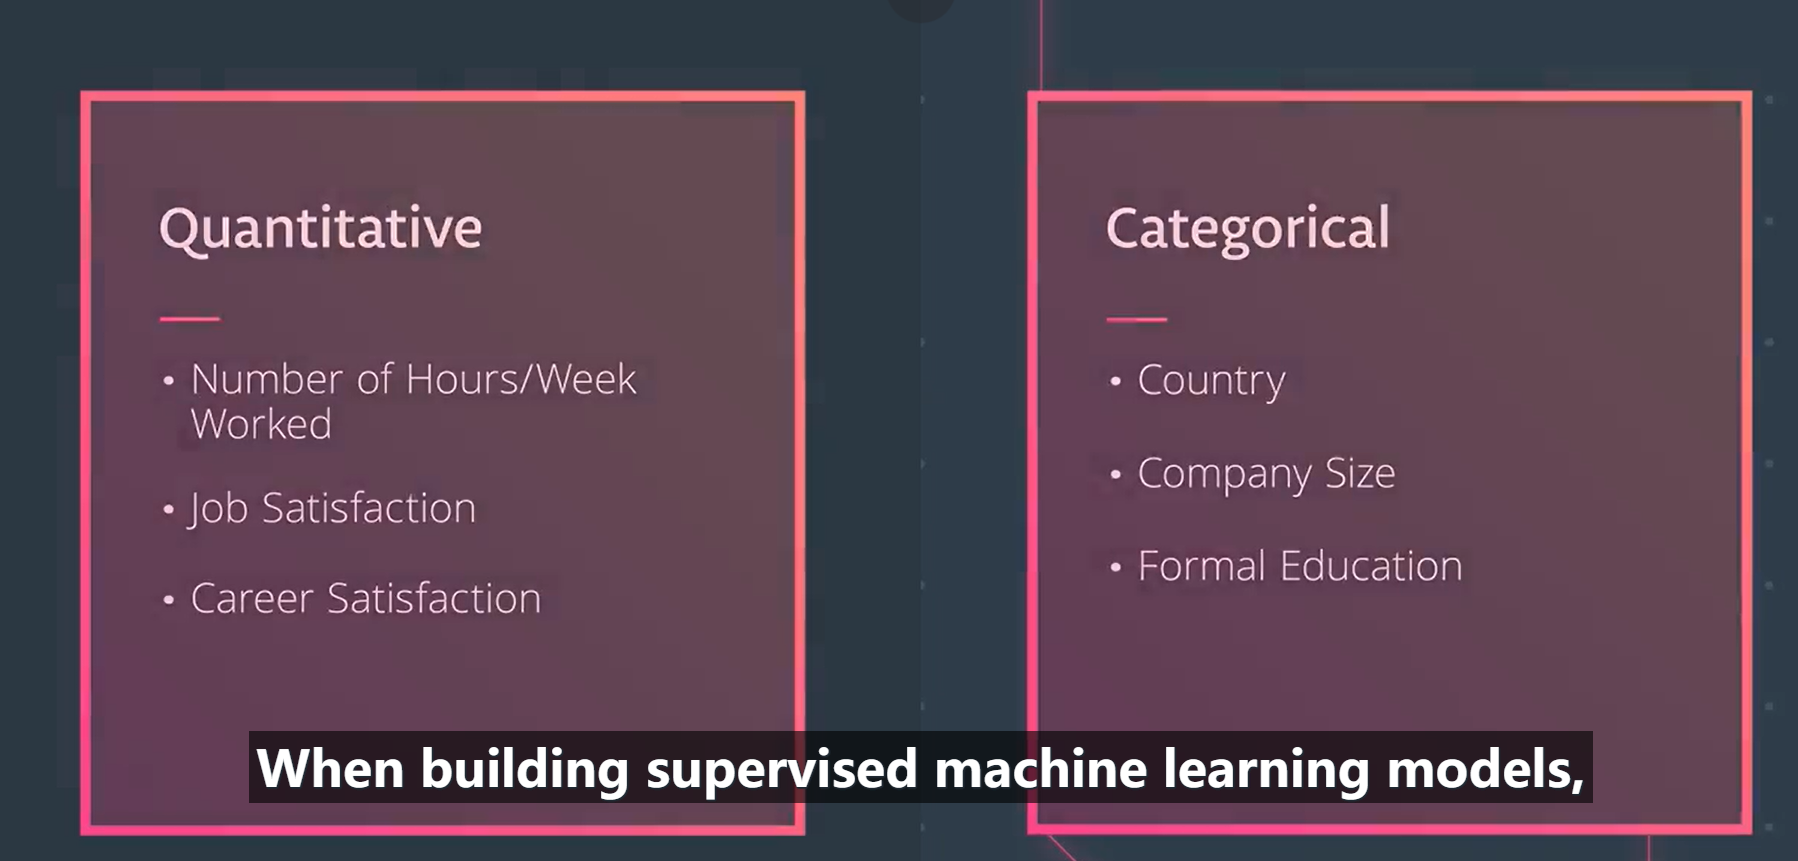 Quantitative
• Number of Hours/Week
Worked
• Job Satisfaction
• Career Satisfaction
Categorical
• Country
• Company Size
• Formal Education
When building supervised machine learning models,